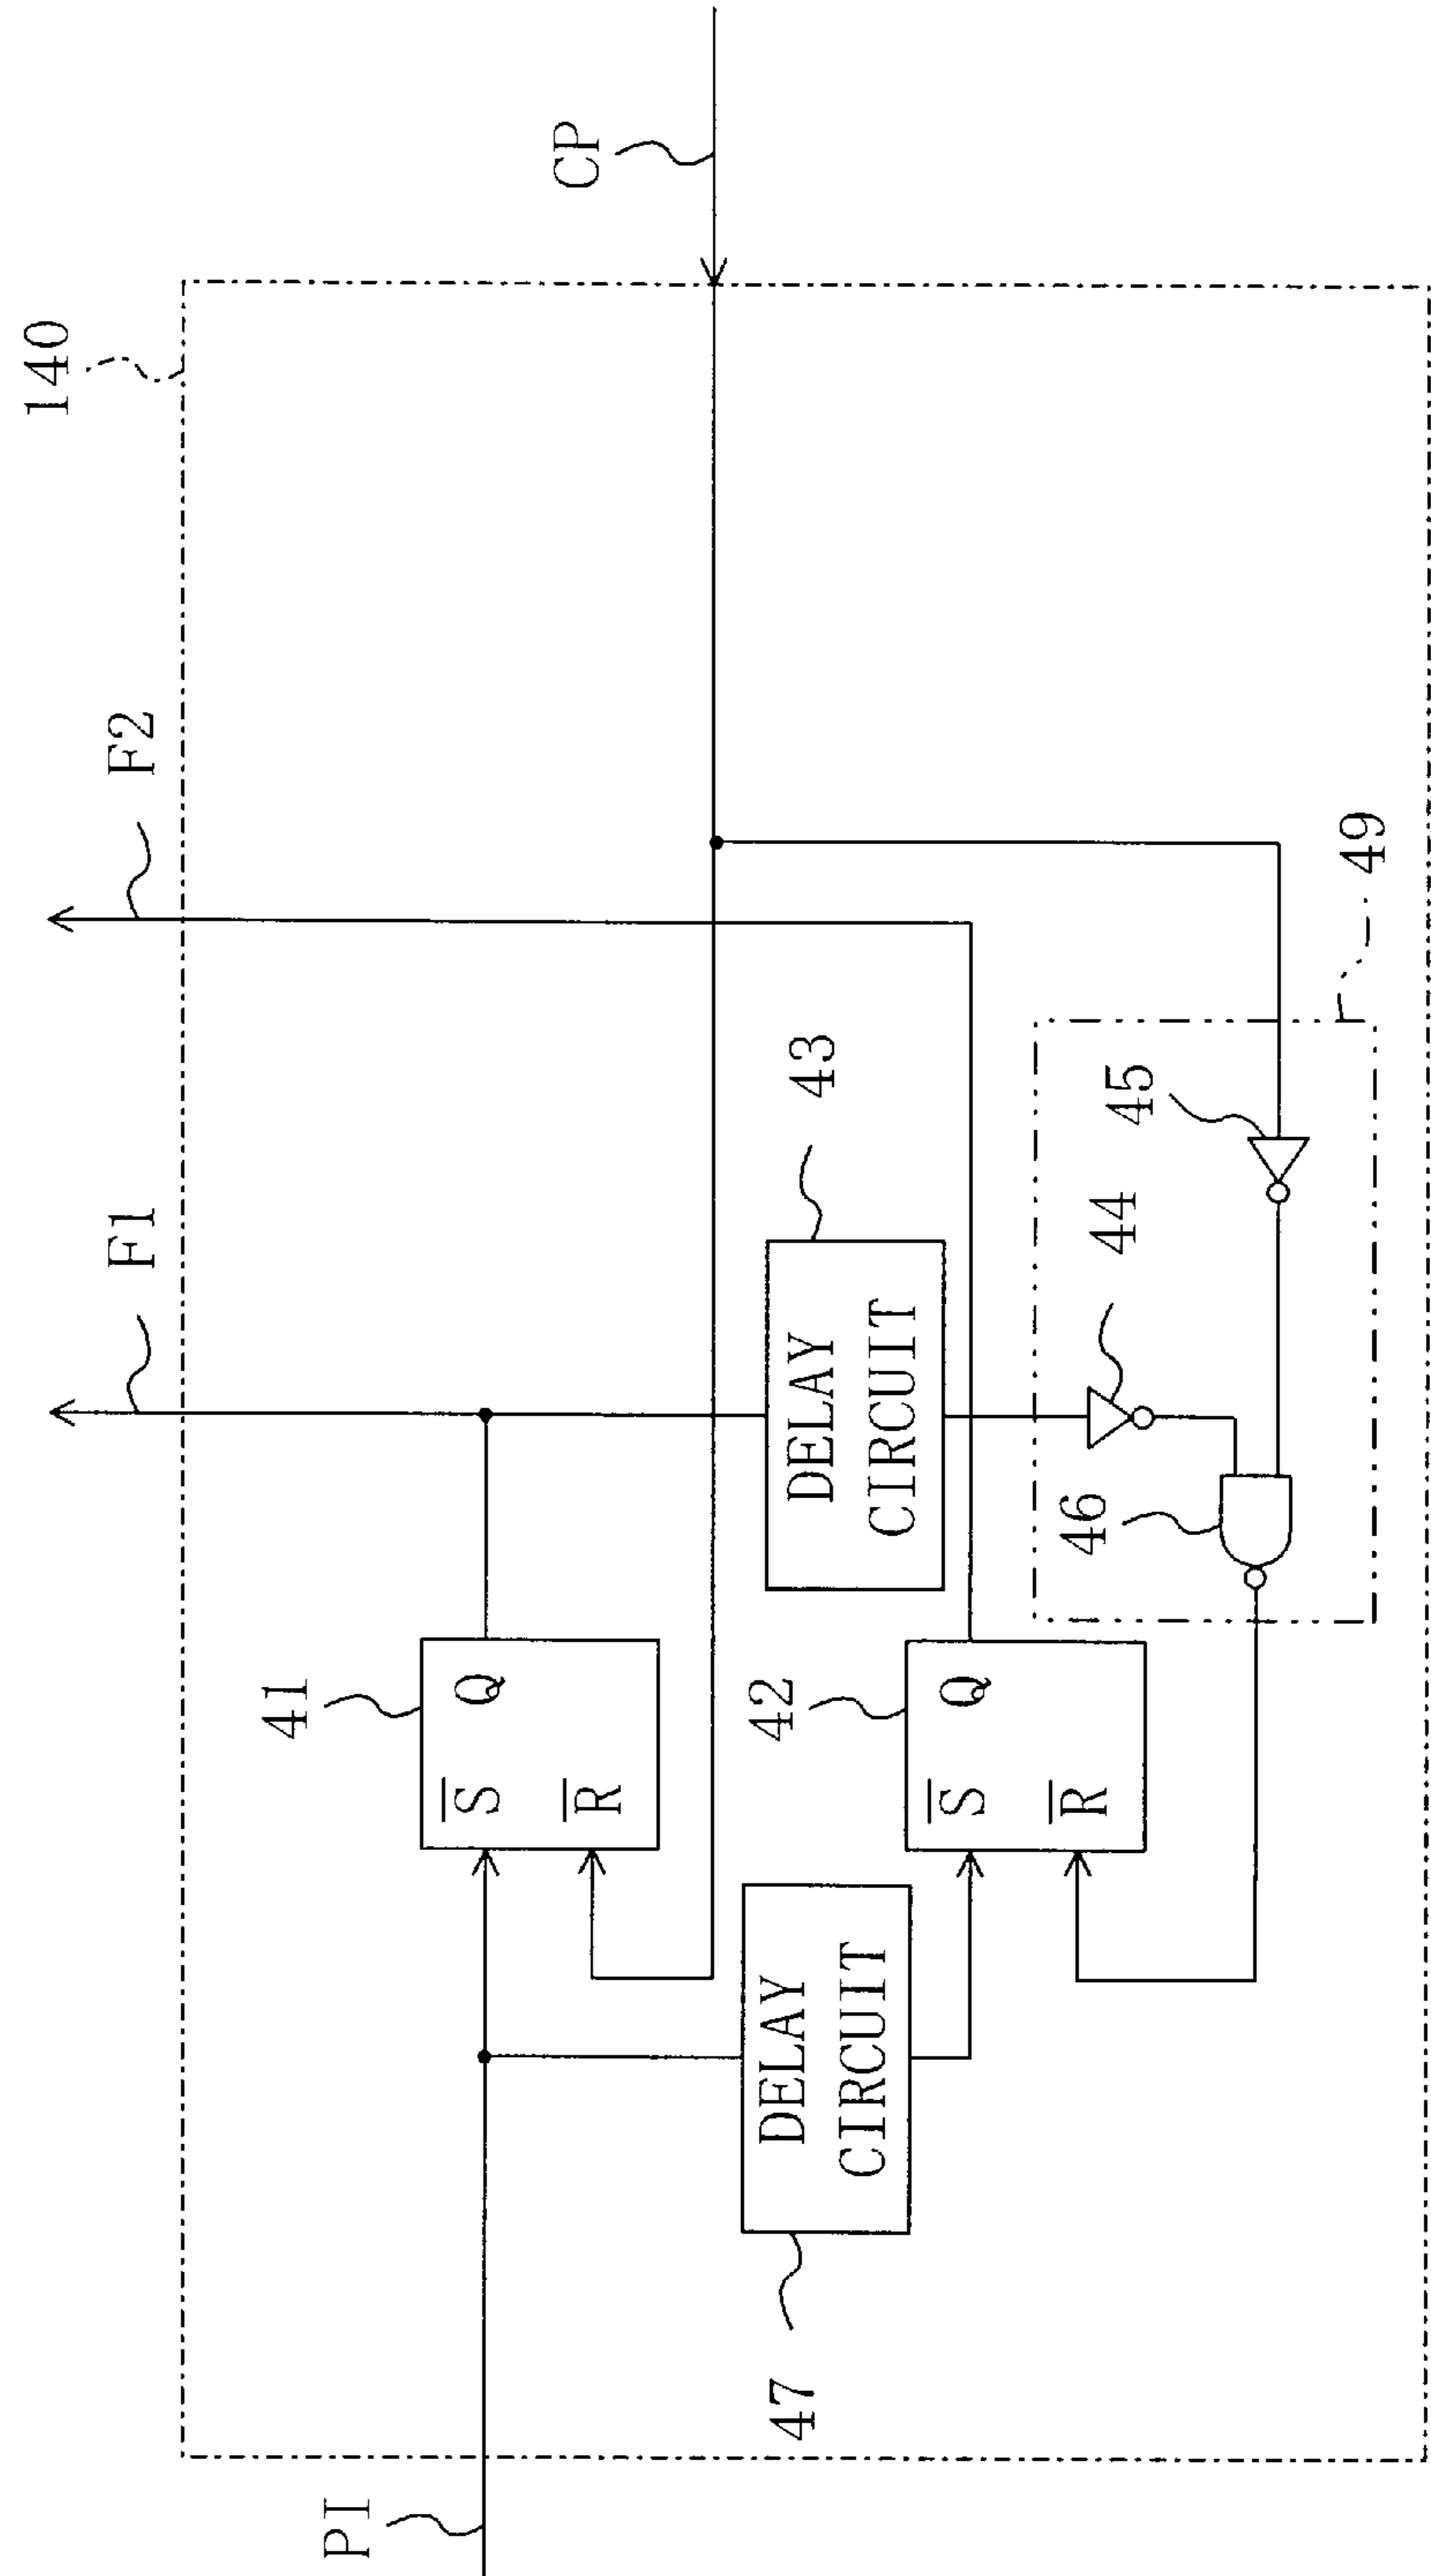 140
F1
F2
CP
PI
41
S Q
R
43
DELAY
CIRCUIT
47
DELAY
CIRCUIT
42
S Q
R
44
45
46
49